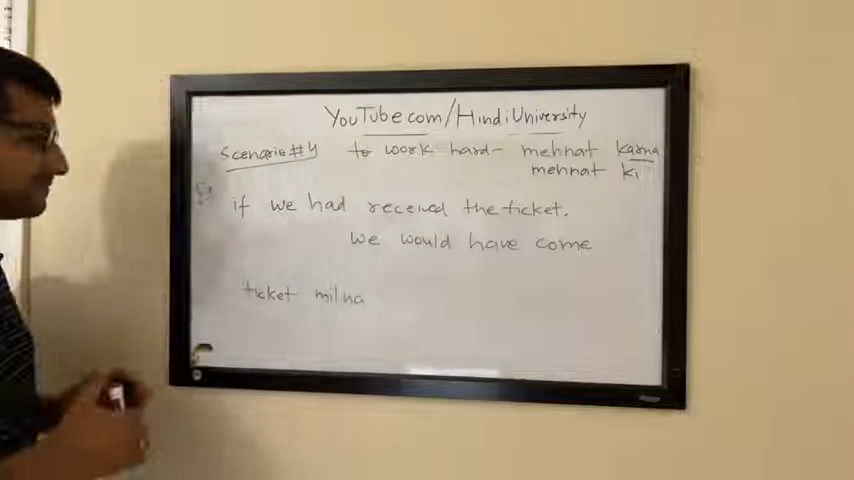 YouTube.com/HindiUniversity
Scenario#4 to work hard- mehnat karna
mehnat ki
if we had received the ticket,
we would have come
ticket milna